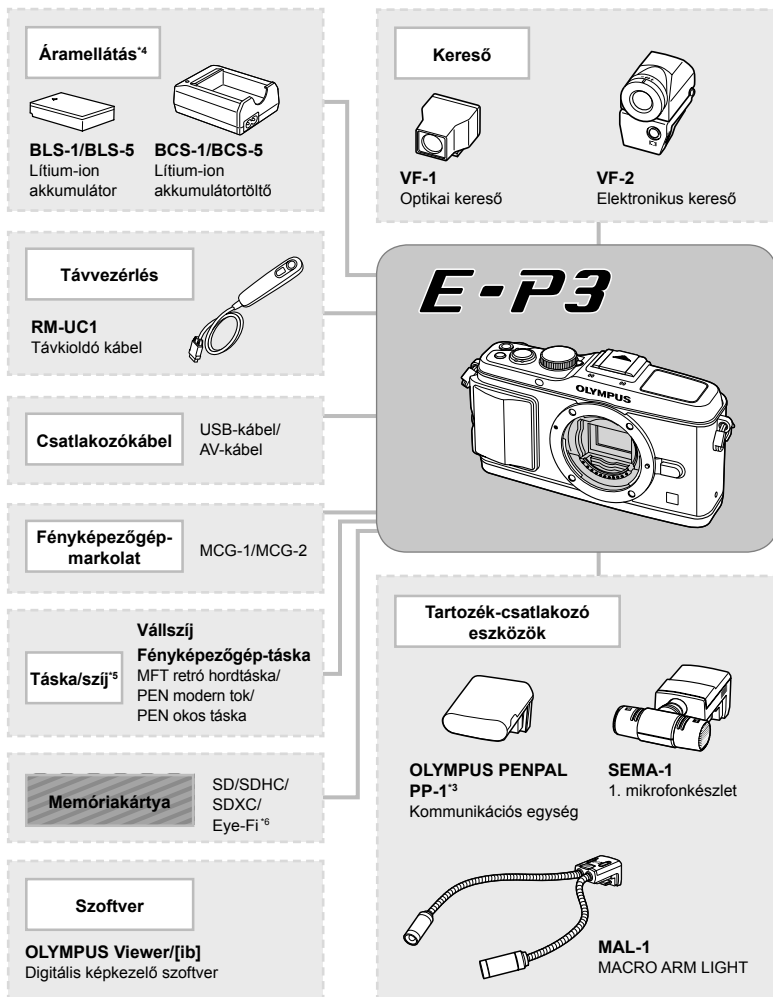 Áramellátás*4
BLS-1/BLS-5
Lítium-ion
akkumulátor
BCS-1/BCS-5
Lítium-ion
akkumulátortöltő
Távvezérlés
RM-UC1
Távkioldó kábel
Csatlakozókábel
USB-kábel/
AV-kábel
Fényképezőgép-
markolat
MCG-1/MCG-2
Táska/szíj*5
Vállszíj
Fényképezőgép-táska
MFT retró hordtáska/
PEN modern tok/
PEN okos táska
Memóriakártya
SD/SDHC/
SDXC/
Eye-Fi*6
Szoftver
OLYMPUS Viewer/[ib]
Digitális képkezelő szoftver
Kereső
VF-1
Optikai kereső
VF-2
Elektronikus kereső
E-P3
OLYMPUS
Tartozék-csatlakozó
eszközök
OLYMPUS PENPAL
PP-1*3
Kommunikációs egység
SEMA-1
1. mikrofonkészlet
MAL-1
MACRO ARM LIGHT